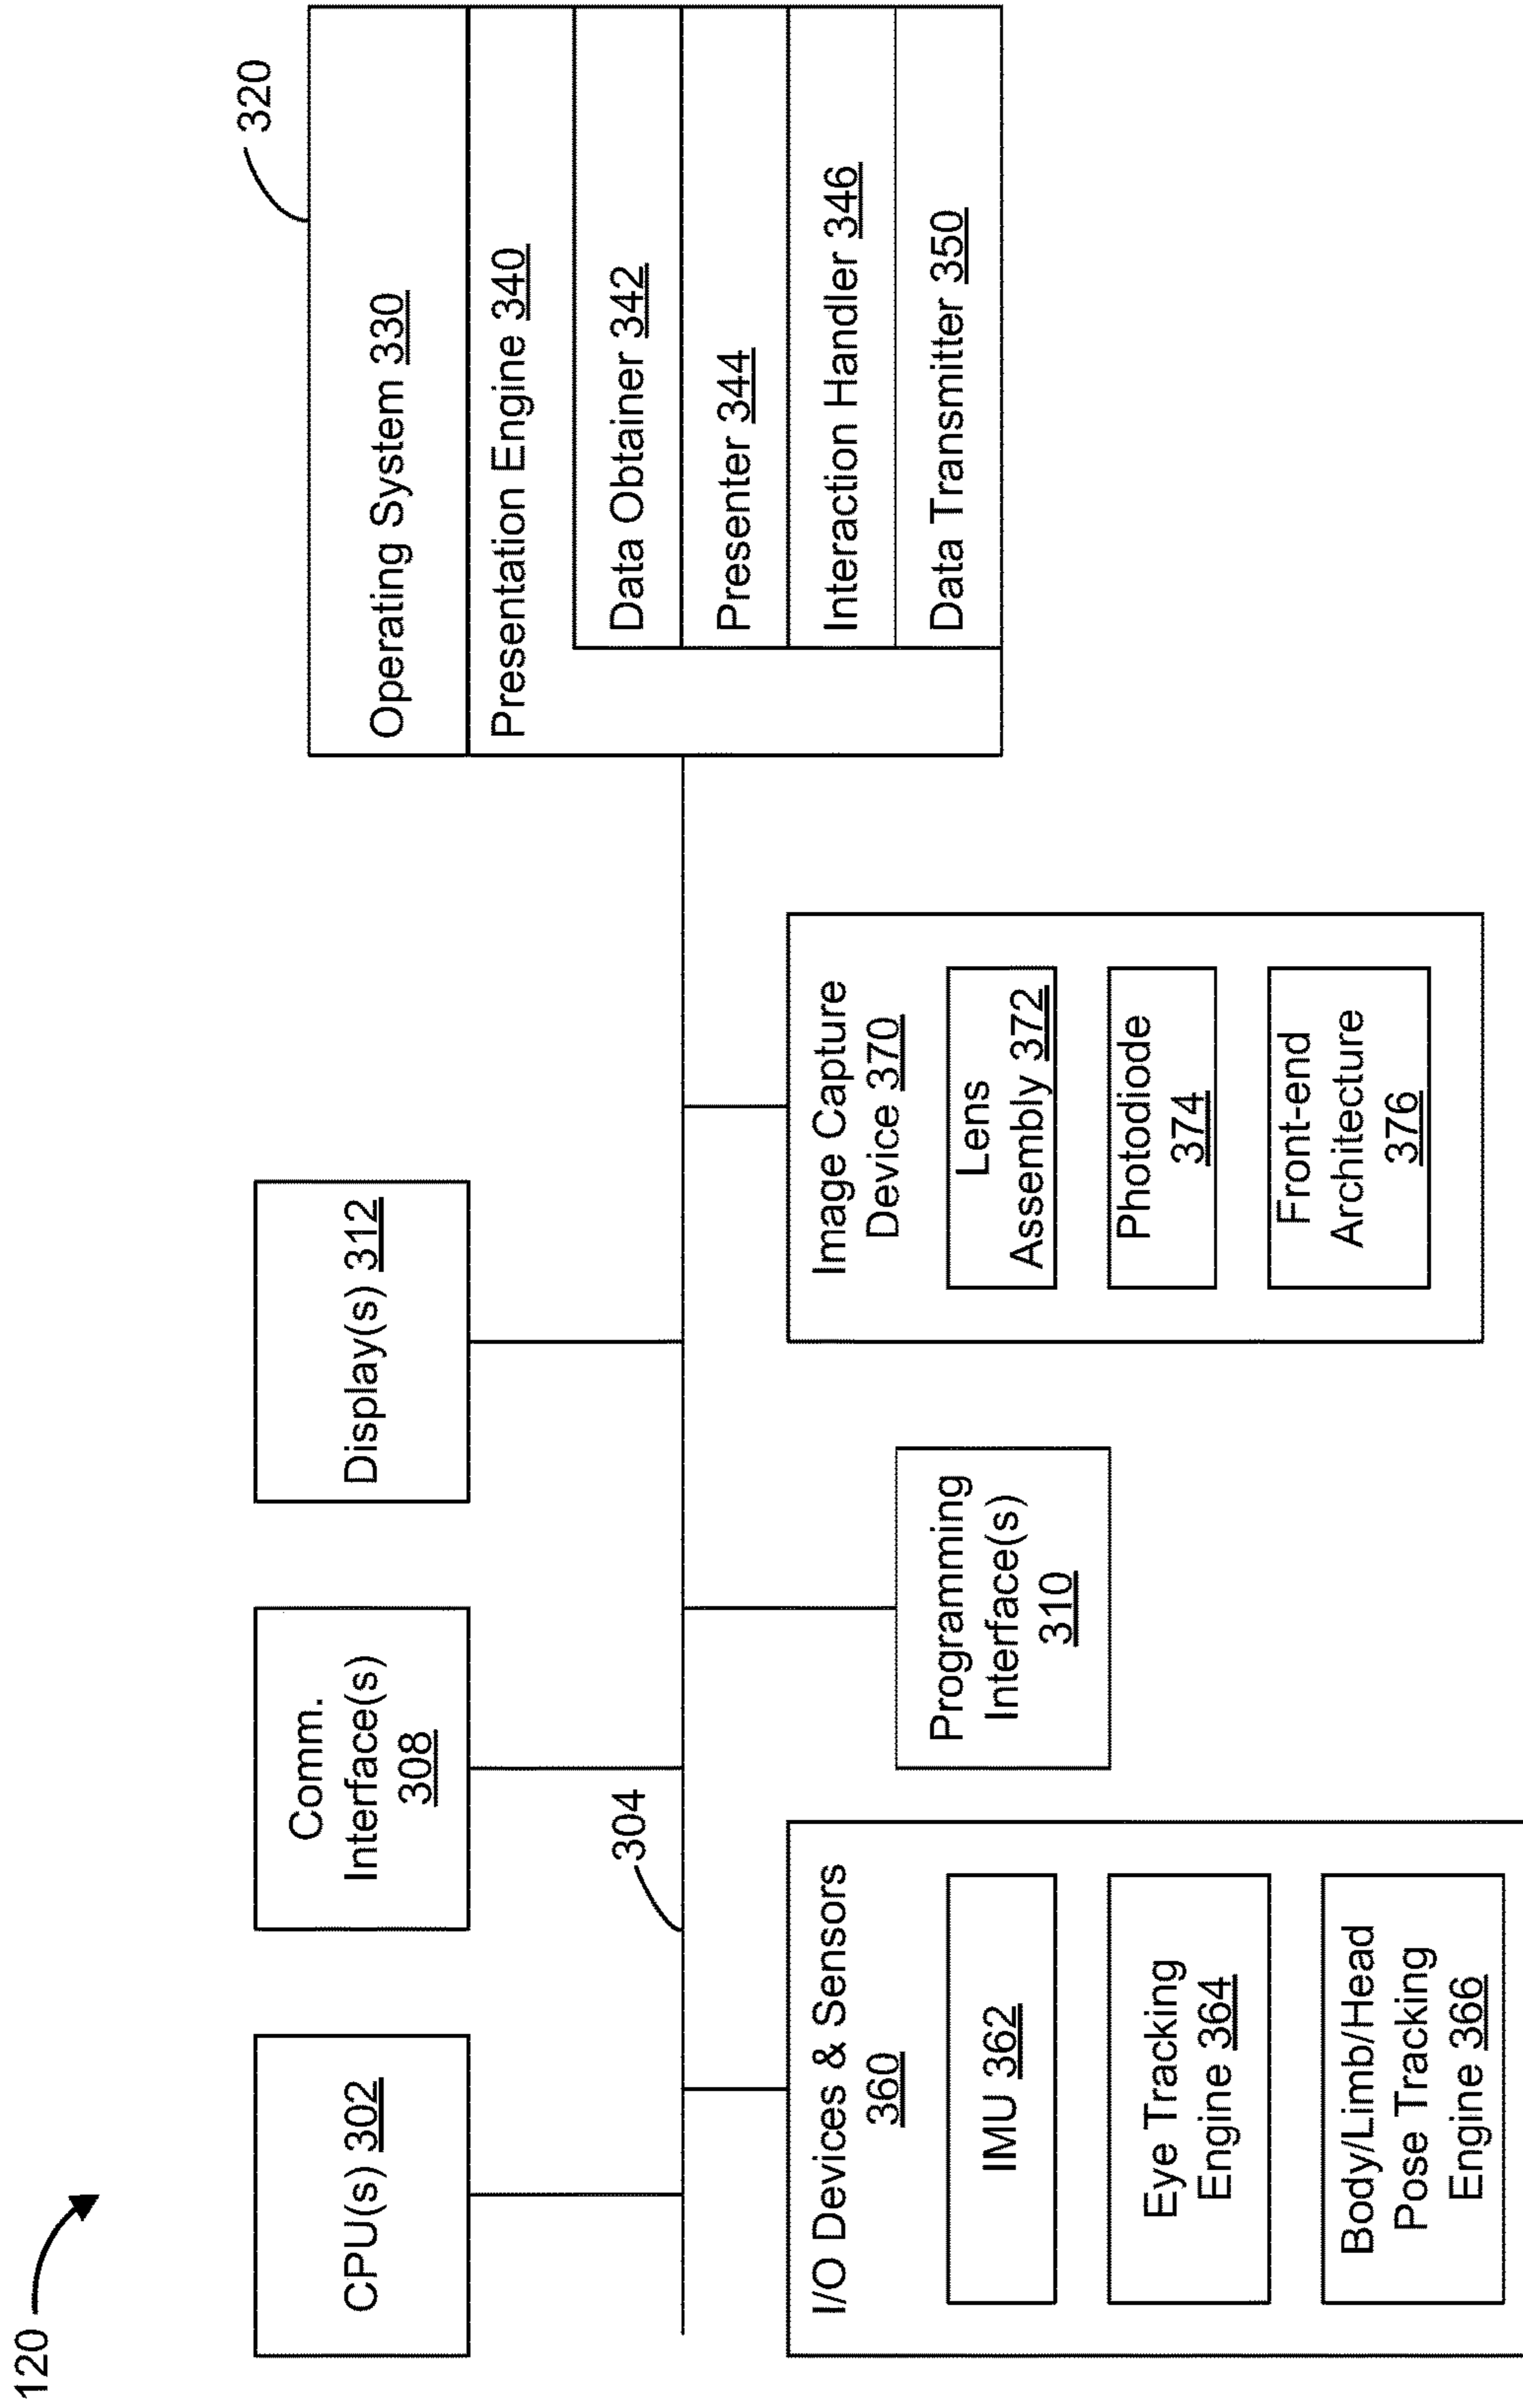 120
CPU(s) 302
Comm.
Interface(s)
308
Display(s) 312
304
320
Operating System 330
Presentation Engine 340
Data Obtainer 342
Presenter 344
Interaction Handler 346
Data Transmitter 350
I/O Devices & Sensors
360
IMU 362
Eye Tracking
Engine 364
Body/Limb/Head
Pose Tracking
Engine 366
Programming
Interface(s)
310
Image Capture
Device 370
Lens
Assembly 372
Photodiode
374
Front-end
Architecture
376